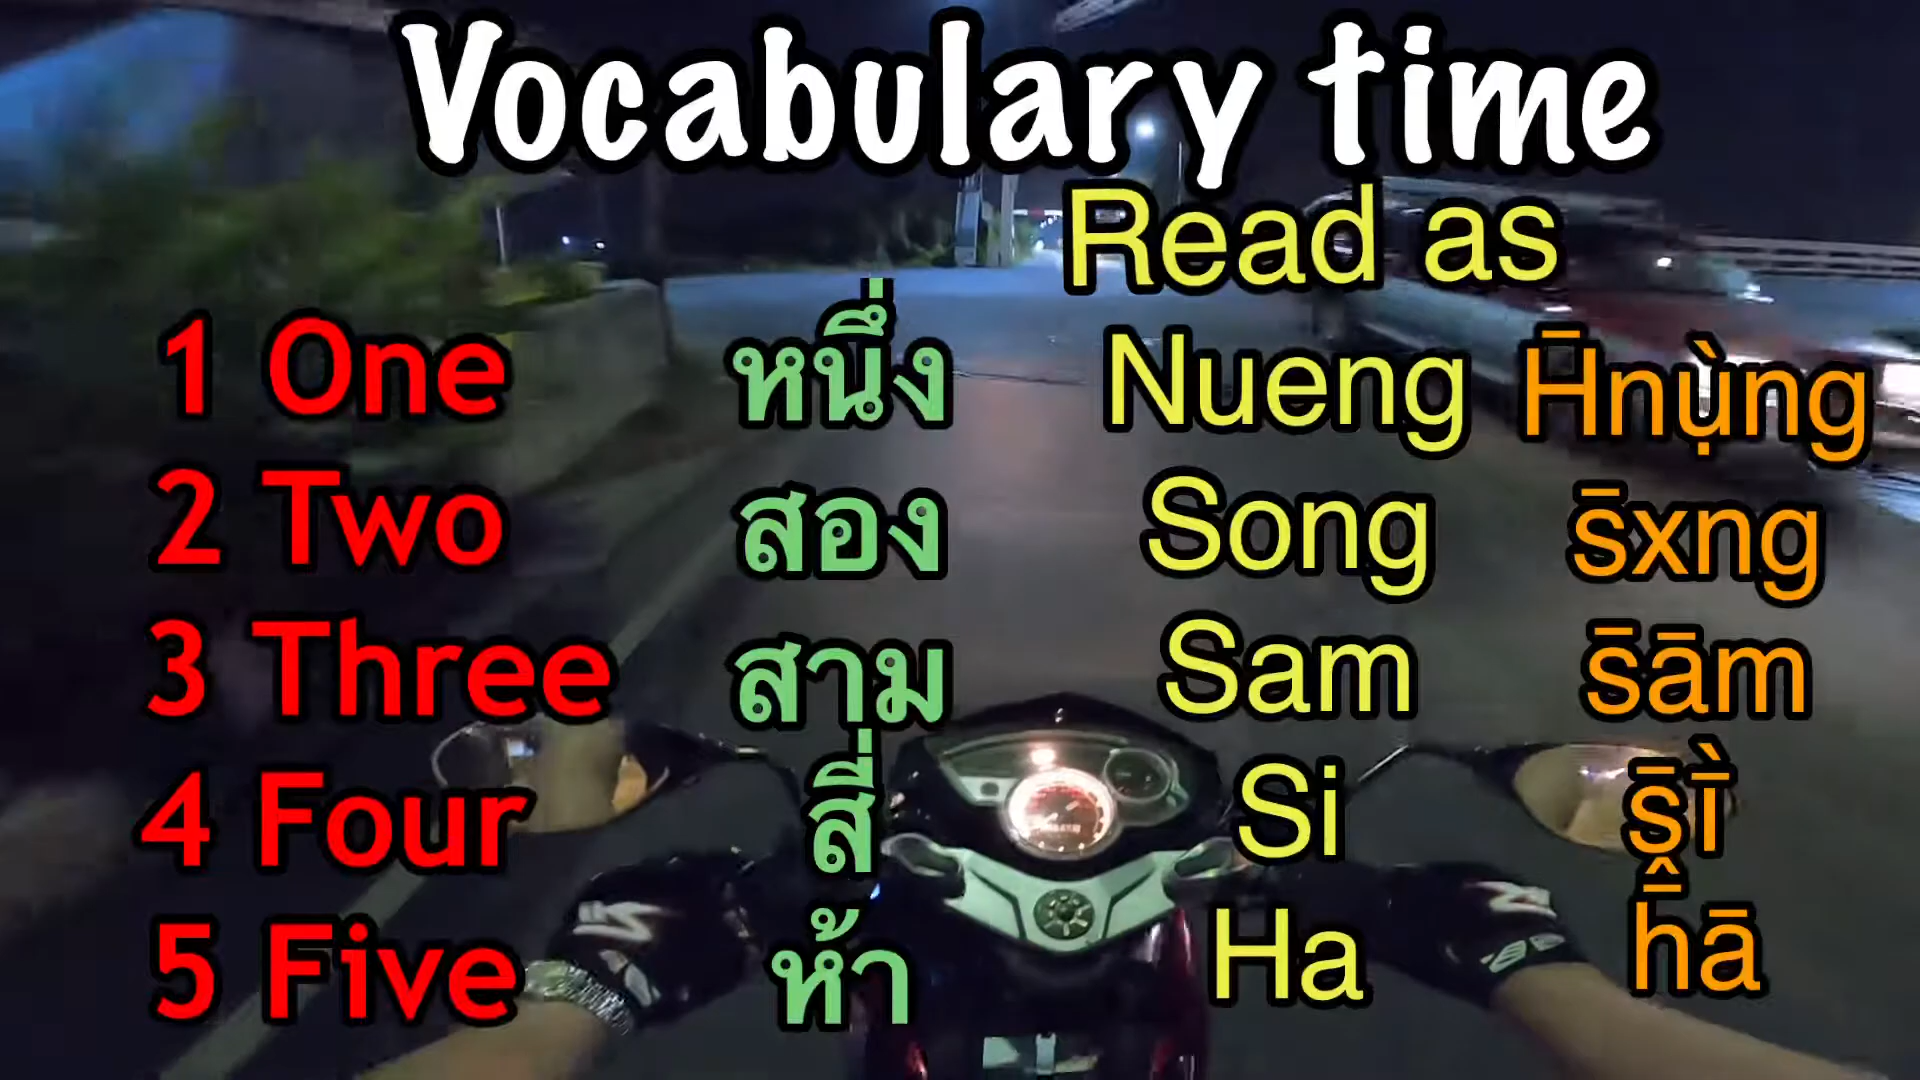 Vocabulary time
Read as
1 One หนึ่ง Nueng H̄nụ̀ng
2 Two สอง Song s̄xng
3 Three สาม Sam s̄ām
4 Four สี่ Si s̄ī̀
5 Five ห้า Ha h̄̂ā